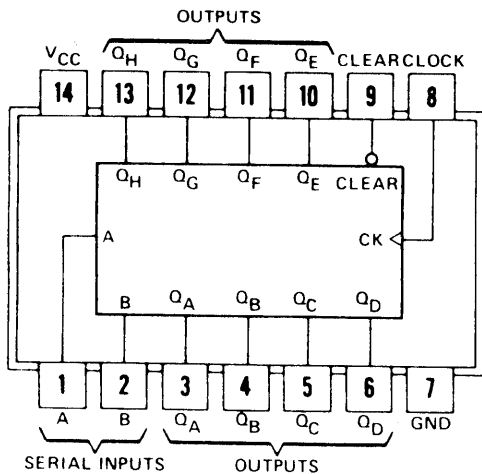 OUTPUTS
VCC QH QG QF QE CLEAR CLOCK
14 13 12 11 10 9 8
QH QG QF QE CLEAR
A CK
B QA QB QC QD
1 2 3 4 5 6 7
A B QA QB QC QD GND
SERIAL INPUTS OUTPUTS